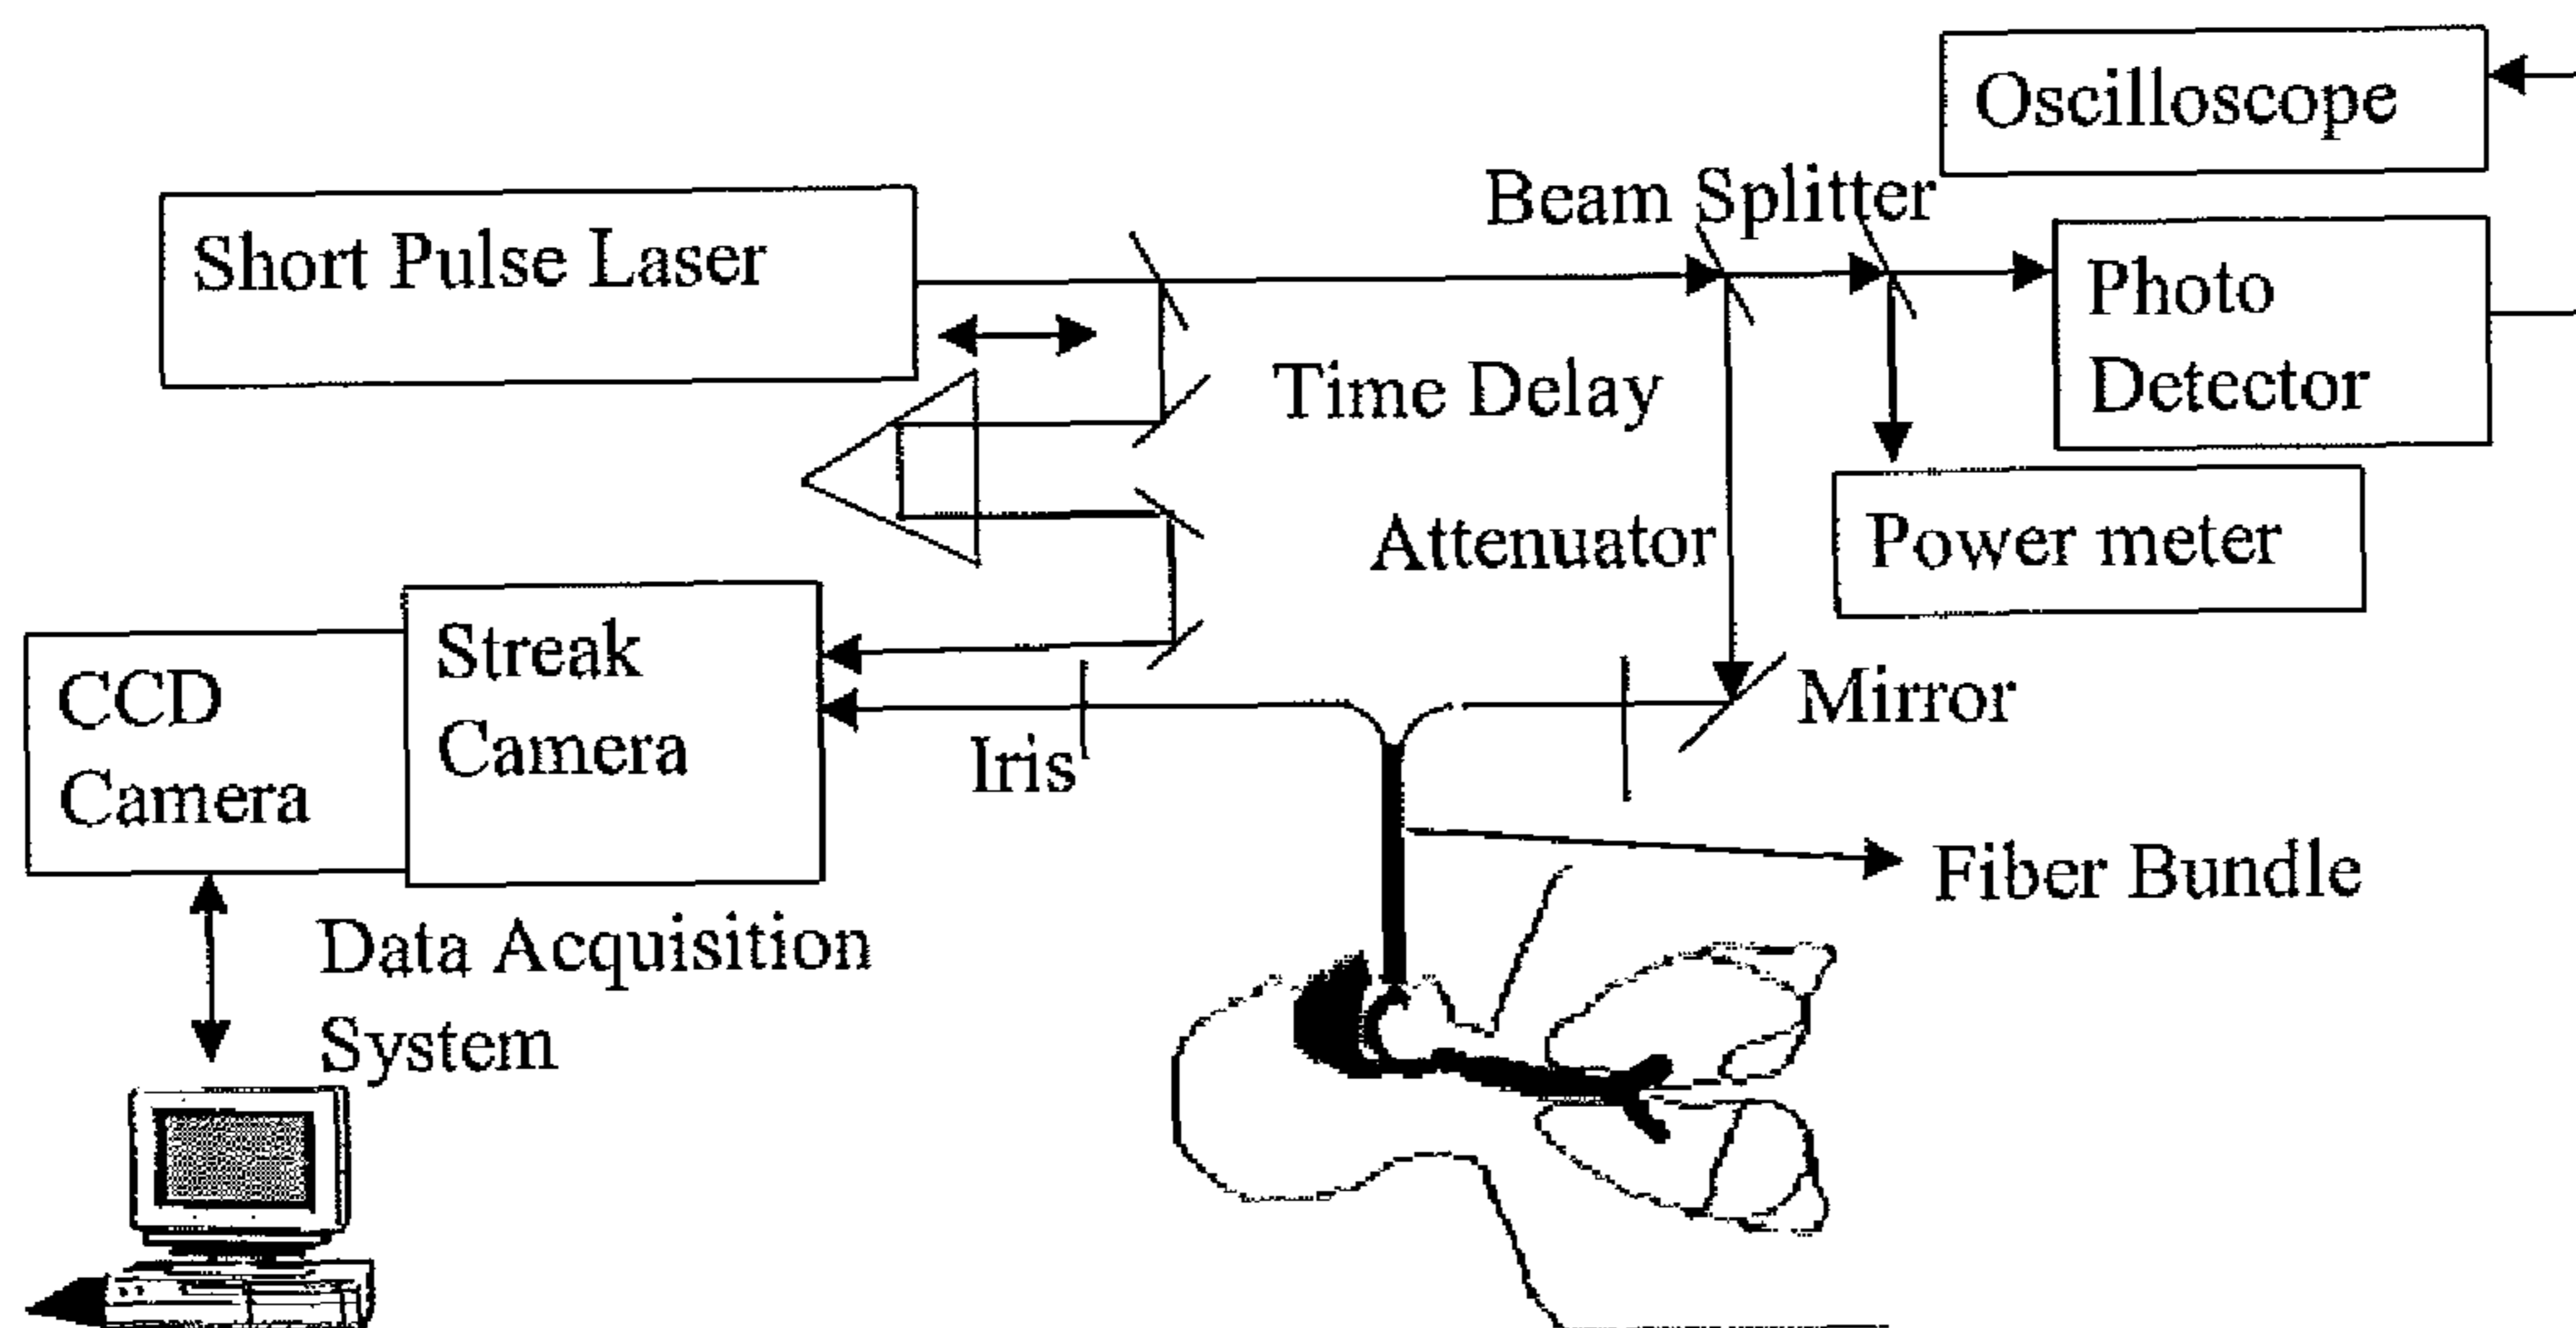 Oscilloscope
Beam Splitter
Short Pulse Laser
Photo
Detector
Time Delay
Attenuator
Power meter
Streak
Camera
CCD
Camera
Mirror
Iris
Fiber Bundle
Data Acquisition
System